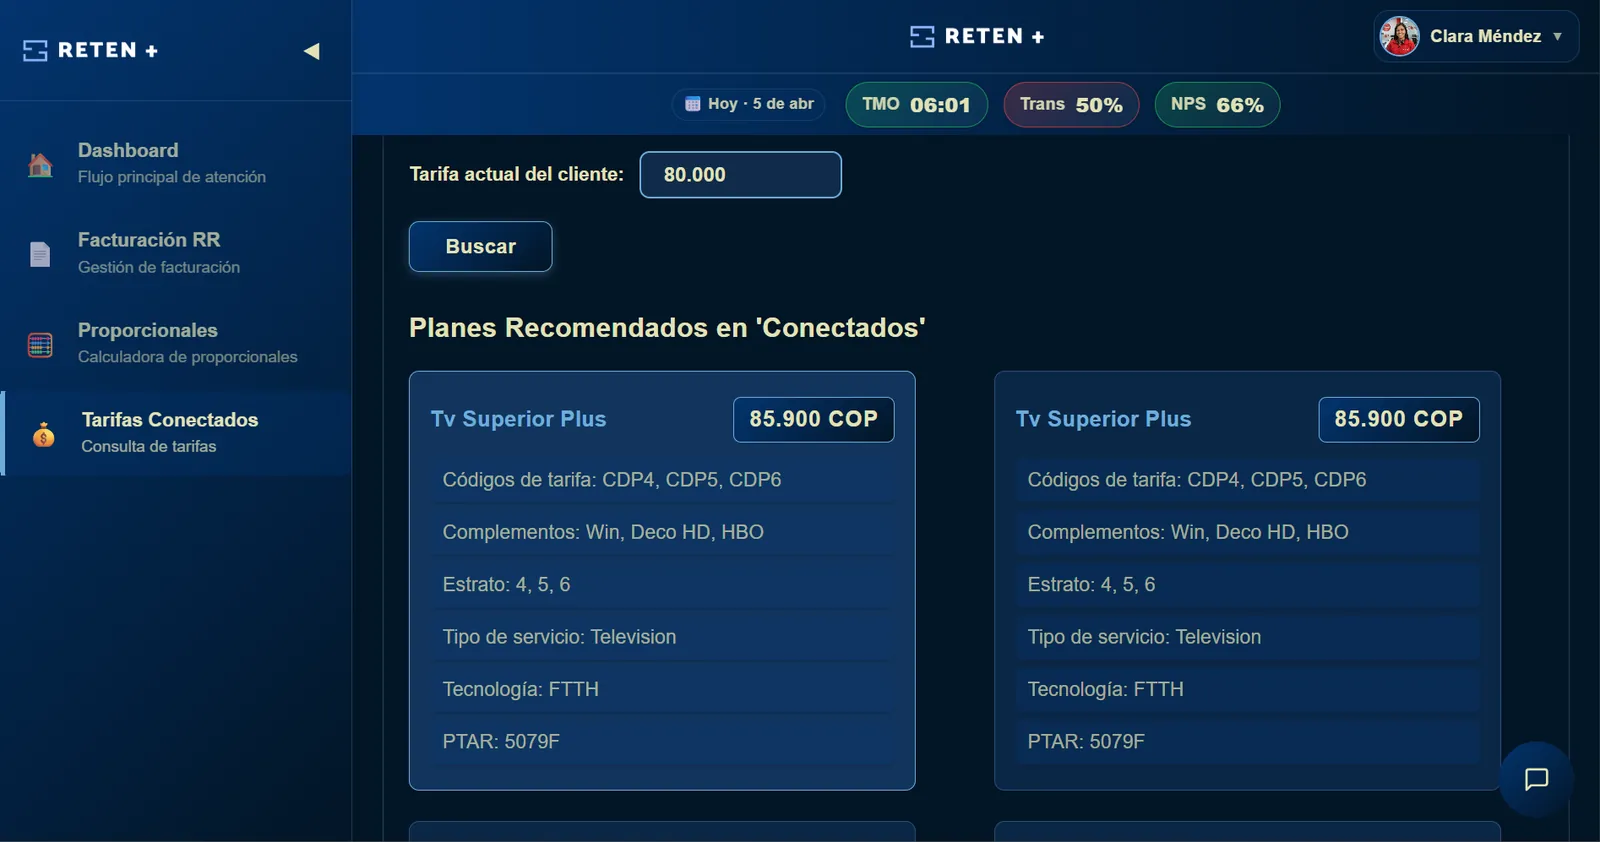 RETEN +
Dashboard
Flujo principal de atención
Facturación RR
Gestión de facturación
Proporcionales
Calculadora de proporcionales
Tarifas Conectados
Consulta de tarifas
RETEN +
Clara Méndez
Hoy · 5 de abr
TMO 06:01
Trans 50%
NPS 66%
Tarifa actual del cliente: 80.000
Buscar
Planes Recomendados en 'Conectados'
Tv Superior Plus 85.900 COP
Códigos de tarifa: CDP4, CDP5, CDP6
Complementos: Win, Deco HD, HBO
Estrato: 4, 5, 6
Tipo de servicio: Television
Tecnología: FTTH
PTAR: 5079F
Tv Superior Plus 85.900 COP
Códigos de tarifa: CDP4, CDP5, CDP6
Complementos: Win, Deco HD, HBO
Estrato: 4, 5, 6
Tipo de servicio: Television
Tecnología: FTTH
PTAR: 5079F